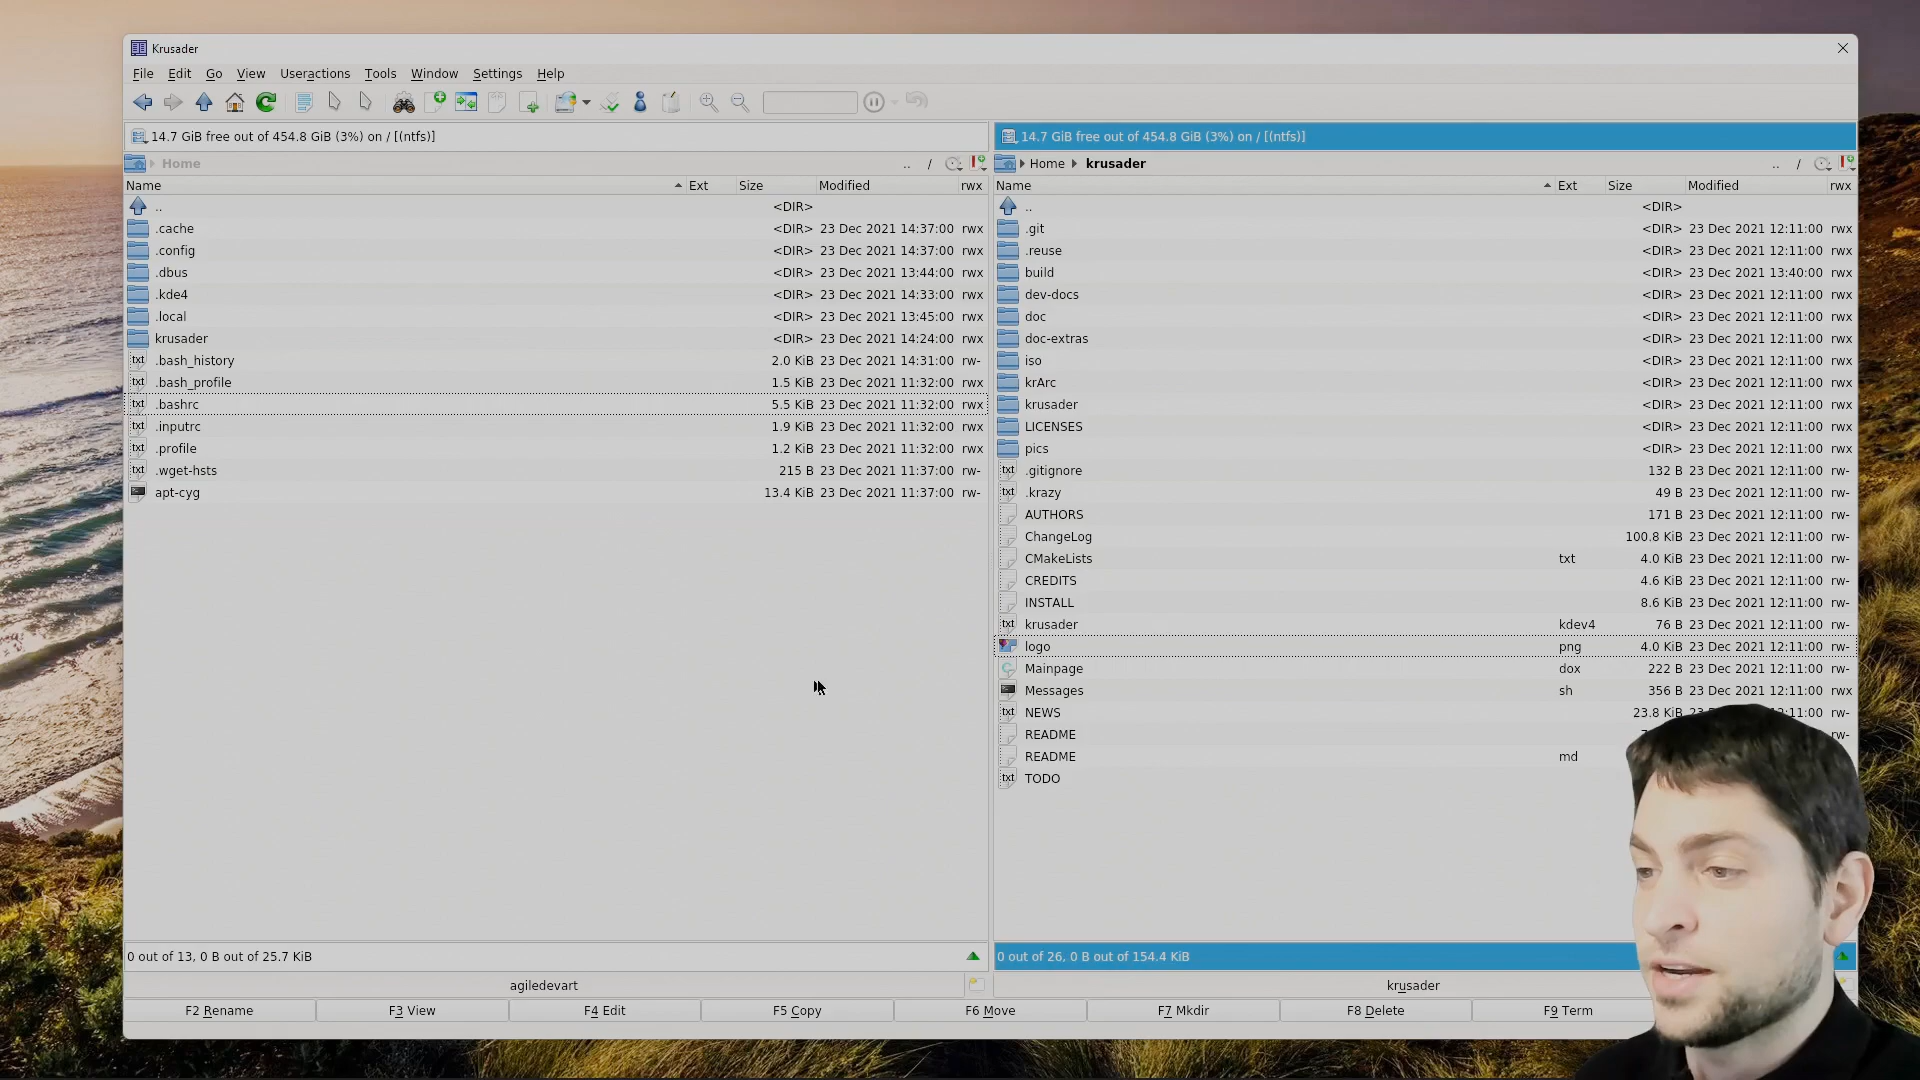 Krusader
File Edit Go View Useractions Tools Window Settings Help
14.7 GiB free out of 454.8 GiB (3%) on / [(ntfs)]
Home .. /
Name Ext Size Modified rwx
.. <DIR>
.cache <DIR> 23 Dec 2021 14:37:00 rwx
.config <DIR> 23 Dec 2021 14:37:00 rwx
.dbus <DIR> 23 Dec 2021 13:44:00 rwx
.kde4 <DIR> 23 Dec 2021 14:33:00 rwx
.local <DIR> 23 Dec 2021 13:45:00 rwx
krusader <DIR> 23 Dec 2021 14:24:00 rwx
txt .bash_history 2.0 KiB 23 Dec 2021 14:31:00 rw-
txt .bash_profile 1.5 KiB 23 Dec 2021 11:32:00 rwx
txt .bashrc 5.5 KiB 23 Dec 2021 11:32:00 rwx
txt .inputrc 1.9 KiB 23 Dec 2021 11:32:00 rwx
txt .profile 1.2 KiB 23 Dec 2021 11:32:00 rwx
txt .wget-hsts 215 B 23 Dec 2021 11:37:00 rw-
apt-cyg 13.4 KiB 23 Dec 2021 11:37:00 rw-
0 out of 13, 0 B out of 25.7 KiB
agiledevart
14.7 GiB free out of 454.8 GiB (3%) on / [(ntfs)]
Home krusader .. /
Name Ext Size Modified rwx
.. <DIR>
.git <DIR> 23 Dec 2021 12:11:00 rwx
.reuse <DIR> 23 Dec 2021 12:11:00 rwx
build <DIR> 23 Dec 2021 13:40:00 rwx
dev-docs <DIR> 23 Dec 2021 12:11:00 rwx
doc <DIR> 23 Dec 2021 12:11:00 rwx
doc-extras <DIR> 23 Dec 2021 12:11:00 rwx
iso <DIR> 23 Dec 2021 12:11:00 rwx
krArc <DIR> 23 Dec 2021 12:11:00 rwx
krusader <DIR> 23 Dec 2021 12:11:00 rwx
LICENSES <DIR> 23 Dec 2021 12:11:00 rwx
pics <DIR> 23 Dec 2021 12:11:00 rwx
txt .gitignore 132 B 23 Dec 2021 12:11:00 rw-
txt .krazy 49 B 23 Dec 2021 12:11:00 rw-
AUTHORS 171 B 23 Dec 2021 12:11:00 rw-
ChangeLog 100.8 KiB 23 Dec 2021 12:11:00 rw-
CMakeLists txt 4.0 KiB 23 Dec 2021 12:11:00 rw-
CREDITS 4.6 KiB 23 Dec 2021 12:11:00 rw-
INSTALL 8.6 KiB 23 Dec 2021 12:11:00 rw-
txt krusader kdev4 76 B 23 Dec 2021 12:11:00 rw-
logo png 4.0 KiB 23 Dec 2021 12:11:00 rw-
Mainpage dox 222 B 23 Dec 2021 12:11:00 rw-
Messages sh 356 B 23 Dec 2021 12:11:00 rwx
txt NEWS 23.8 KiB rw-
README rw-
README md
txt TODO
0 out of 26, 0 B out of 154.4 KiB
krusader
F2 Rename F3 View F4 Edit F5 Copy F6 Move F7 Mkdir F8 Delete F9 Term